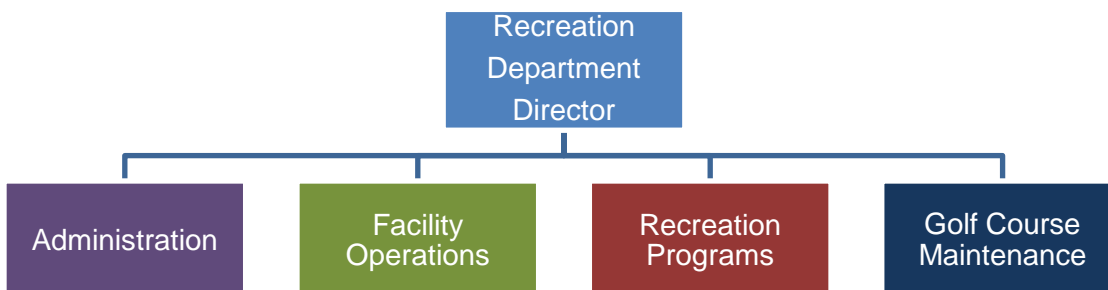 Recreation
Department
Director
Administration
Facility
Operations
Recreation
Programs
Golf Course
Maintenance